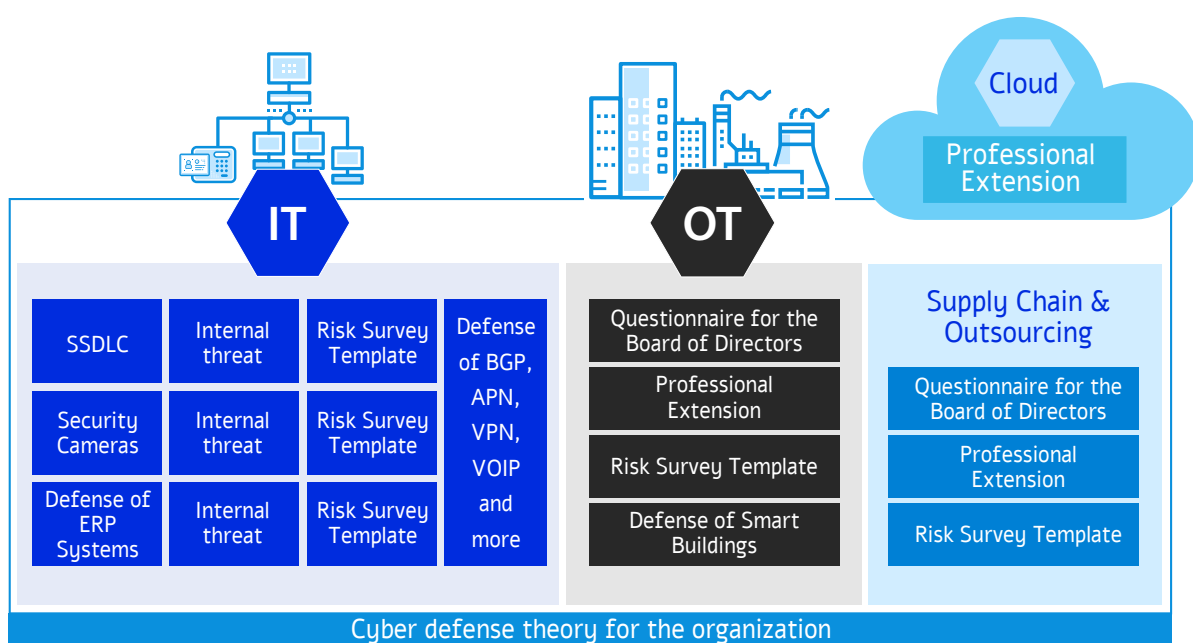 Cloud
Professional
Extension
IT
OT
SSDLC
Internal
threat
Risk Survey
Template
Defense
of BGP,
APN,
VPN,
VOIP
and
more
Security
Cameras
Internal
threat
Risk Survey
Template
Defense of
ERP
Systems
Internal
threat
Risk Survey
Template
Questionnaire for the
Board of Directors
Professional
Extension
Risk Survey Template
Defense of Smart
Buildings
Supply Chain &
Outsourcing
Questionnaire for the
Board of Directors
Professional
Extension
Risk Survey Template
Cyber defense theory for the organization